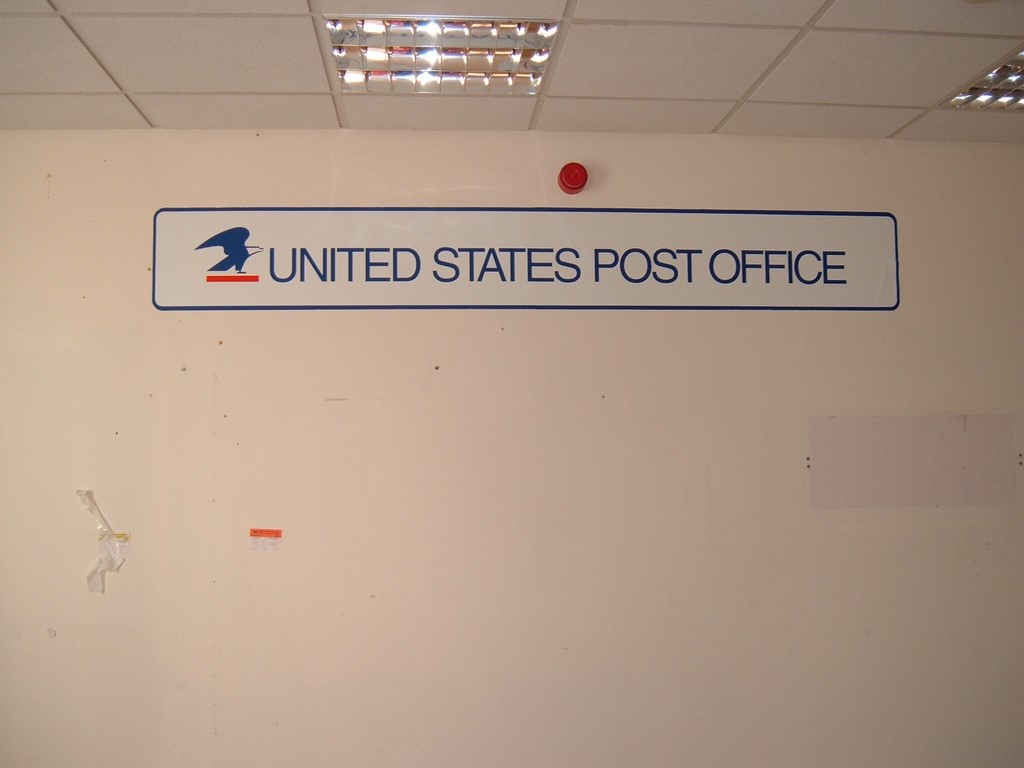 UNITED STATES POST OFFICE